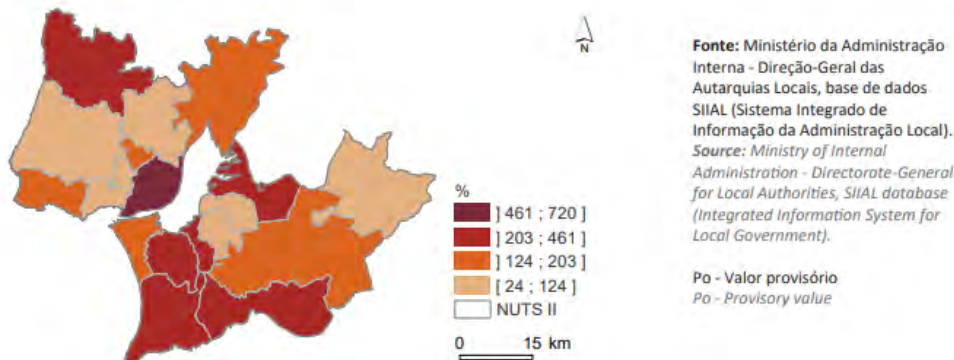 N
%
] 461 ; 720 ]
] 203 ; 461 ]
] 124 ; 203 ]
[ 24 ; 124 ]
NUTS II
0 15 km
Fonte: Ministério da Administração
Interna - Direção-Geral das
Autarquias Locais, base de dados
SIIAL (Sistema Integrado de
Informação da Administração Local).
Source: Ministry of Internal
Administration - Directorate-General
for Local Authorities, SIIAL database
(Integrated Information System for
Local Government).
Po - Valor provisório
Po - Provisory value